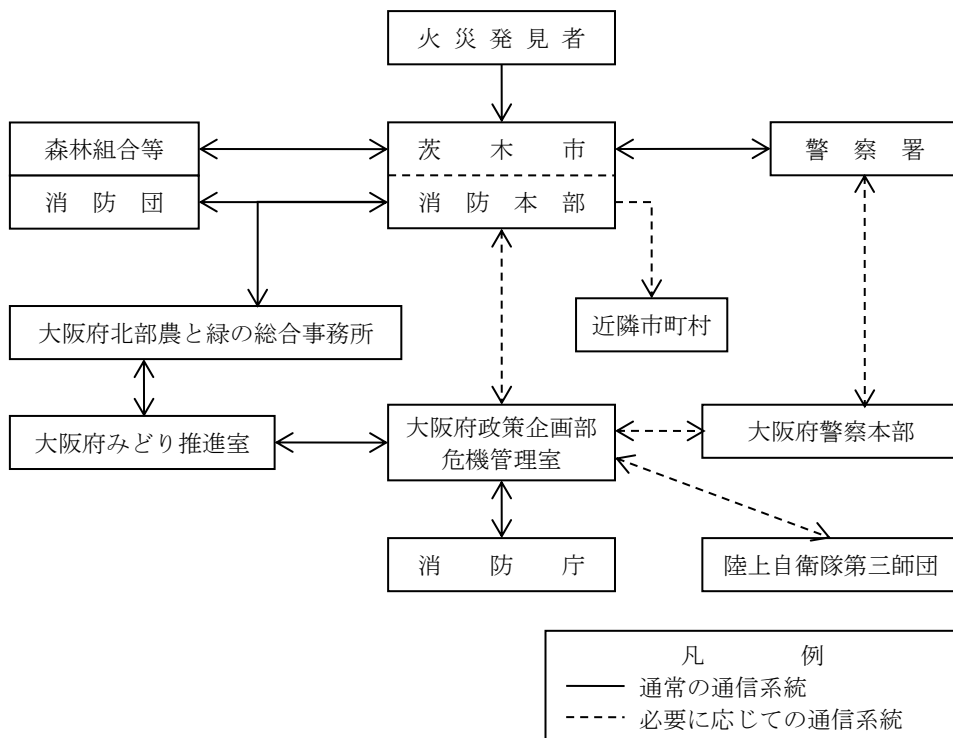 火災発見者
森林組合等
茨木市
警察署
消防団
消防本部
近隣市町村
大阪府北部農と緑の総合事務所
大阪府みどり推進室
大阪府政策企画部
危機管理室
大阪府警察本部
消防庁
陸上自衛隊第三師団
凡例
通常の通信系統
必要に応じての通信系統